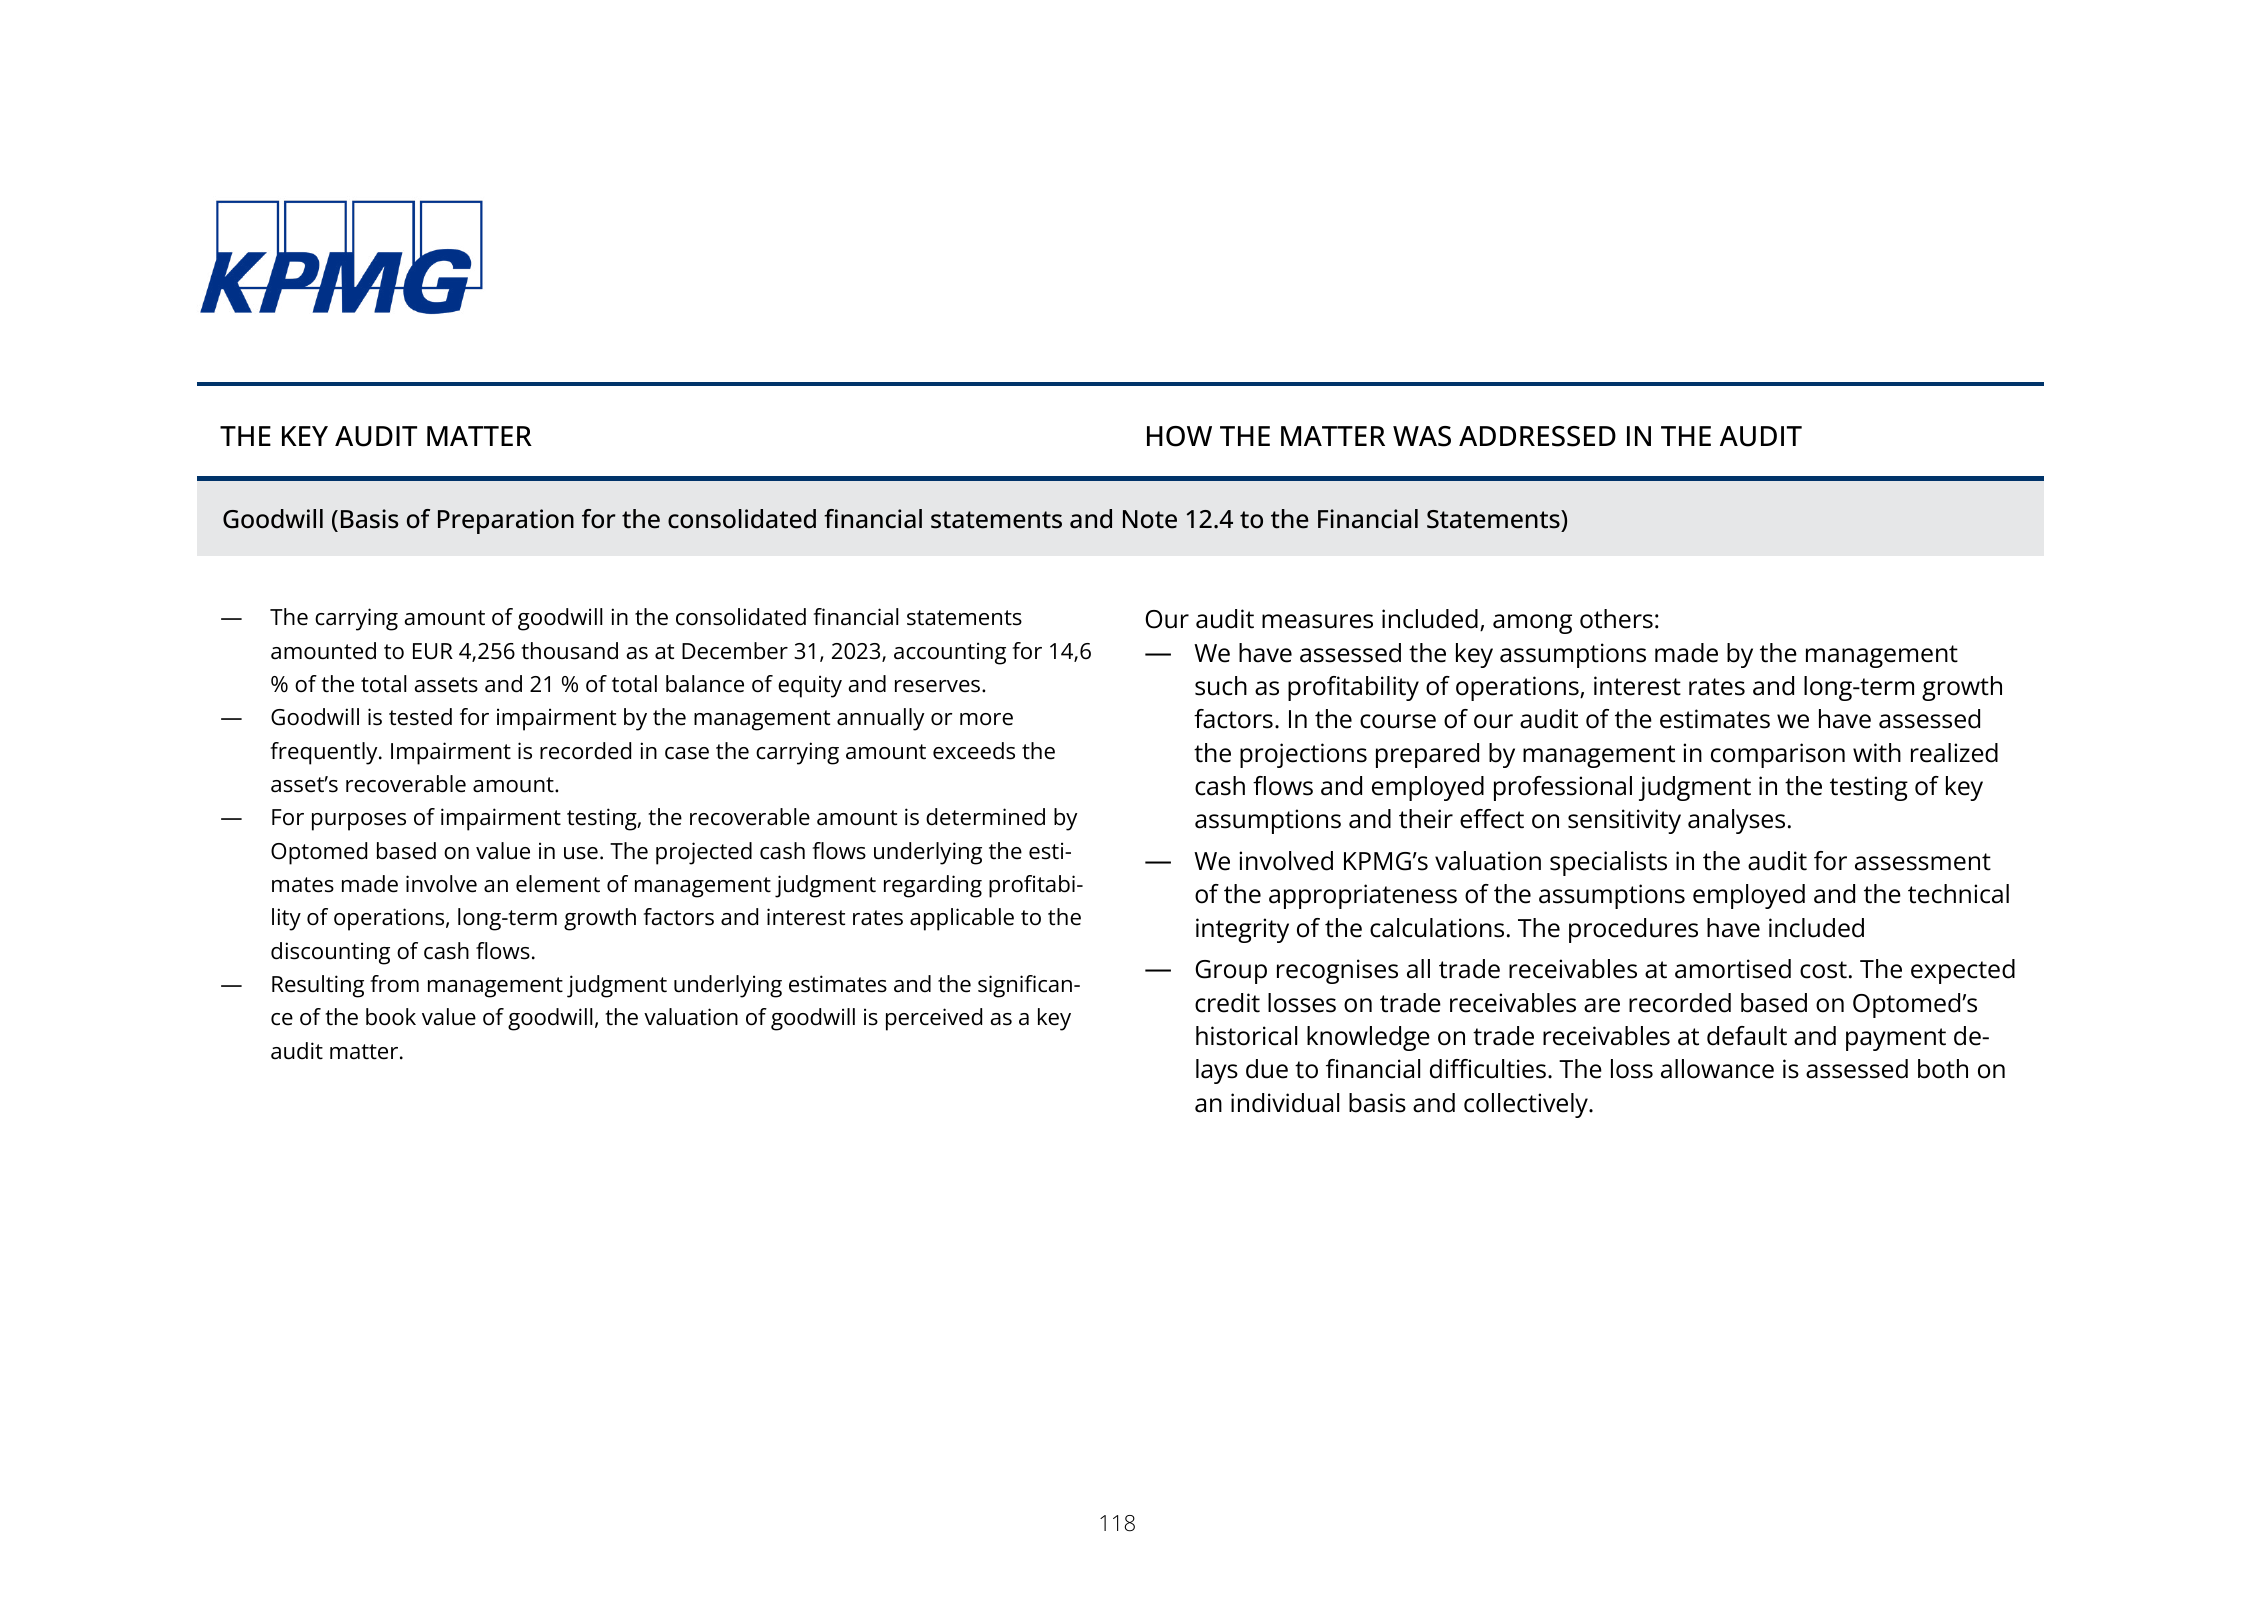 KPMG
THE KEY AUDIT MATTER
HOW THE MATTER WAS ADDRESSED IN THE AUDIT
Goodwill (Basis of Preparation for the consolidated financial statements and Note 12.4 to the Financial Statements)
— The carrying amount of goodwill in the consolidated financial statements
amounted to EUR 4,256 thousand as at December 31, 2023, accounting for 14,6
% of the total assets and 21 % of total balance of equity and reserves.
— Goodwill is tested for impairment by the management annually or more
frequently. Impairment is recorded in case the carrying amount exceeds the
asset’s recoverable amount.
— For purposes of impairment testing, the recoverable amount is determined by
Optomed based on value in use. The projected cash flows underlying the esti-
mates made involve an element of management judgment regarding profitabi-
lity of operations, long-term growth factors and interest rates applicable to the
discounting of cash flows.
— Resulting from management judgment underlying estimates and the significan-
ce of the book value of goodwill, the valuation of goodwill is perceived as a key
audit matter.
Our audit measures included, among others:
— We have assessed the key assumptions made by the management
such as profitability of operations, interest rates and long-term growth
factors. In the course of our audit of the estimates we have assessed
the projections prepared by management in comparison with realized
cash flows and employed professional judgment in the testing of key
assumptions and their effect on sensitivity analyses.
— We involved KPMG’s valuation specialists in the audit for assessment
of the appropriateness of the assumptions employed and the technical
integrity of the calculations. The procedures have included
— Group recognises all trade receivables at amortised cost. The expected
credit losses on trade receivables are recorded based on Optomed’s
historical knowledge on trade receivables at default and payment de-
lays due to financial difficulties. The loss allowance is assessed both on
an individual basis and collectively.
118